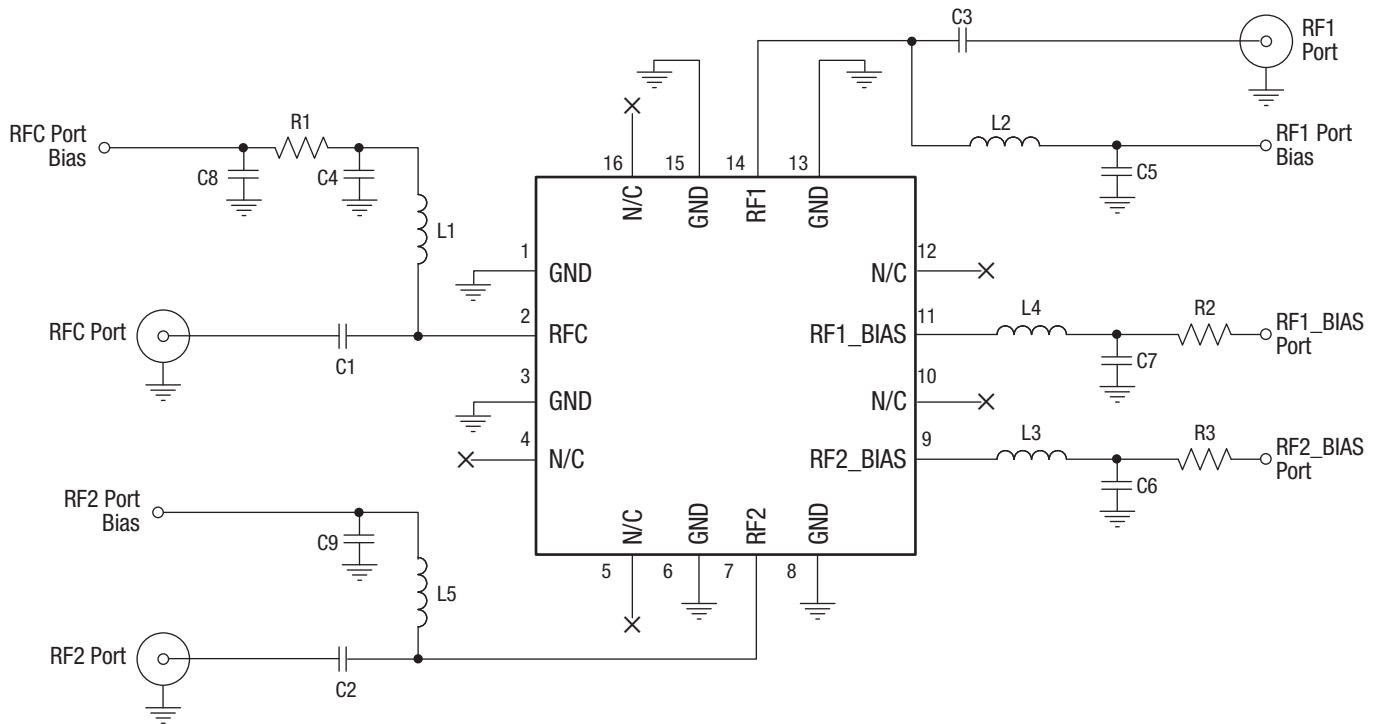 C3
RF1
Port
RFC Port
Bias
R1
C8
C4
L1
L2
RF1 Port
Bias
C5
16
15
14
13
N/C
GND
RF1
GND
1
GND
12
N/C
RFC Port
C1
2
RFC
11
RF1_BIAS
L4
R2
RF1_BIAS
Port
C7
3
GND
10
N/C
4
N/C
9
RF2_BIAS
L3
R3
RF2_BIAS
Port
C6
RF2 Port
Bias
C9
L5
N/C
GND
RF2
GND
5
6
7
8
RF2 Port
C2